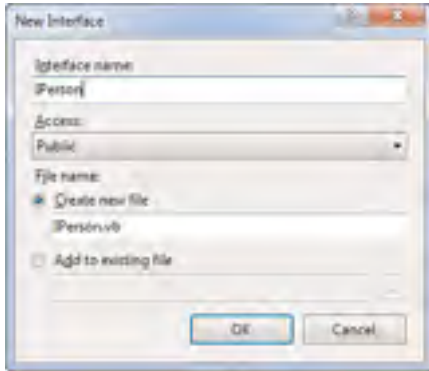 New Interface
Interface name:
IPerson
Access:
Public
File name:
Create new file
IPerson.vb
Add to existing file
OK
Cancel